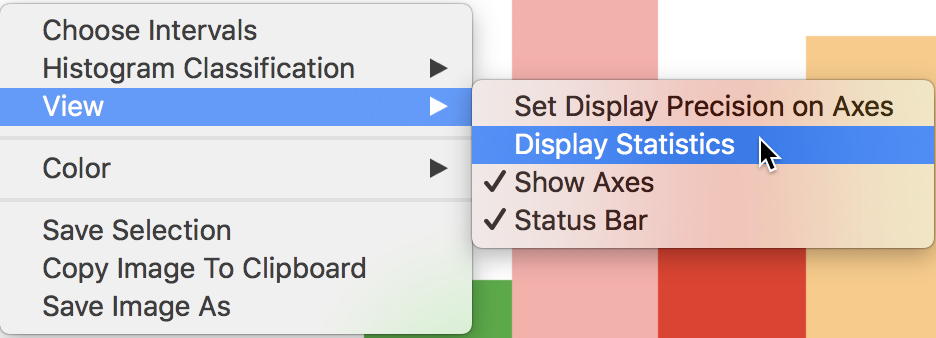 Choose Intervals
Histogram Classification
View
Color
Save Selection
Copy Image To Clipboard
Save Image As
Set Display Precision on Axes
Display Statistics
Show Axes
Status Bar